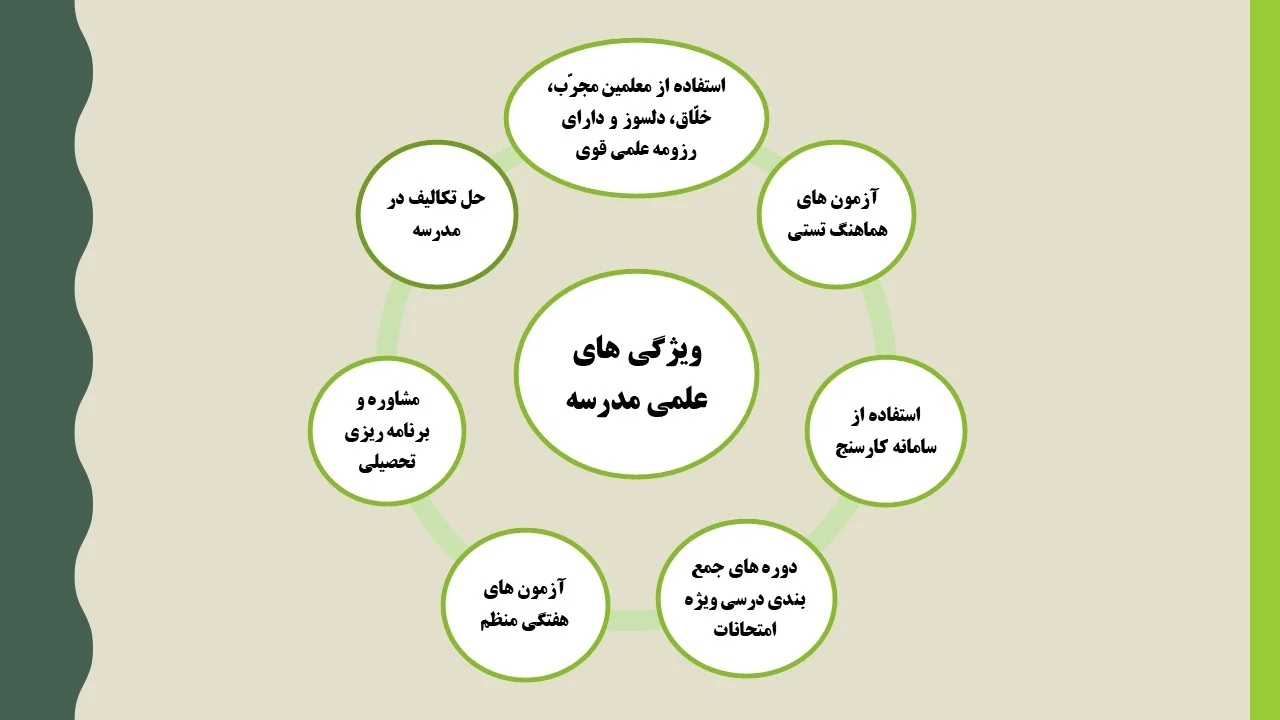 استفاده از معلمین مجرّب،
خلّاق، دلسوز و دارای
رزومه علمی قوی
آزمون های
هماهنگ تستی
استفاده از
سامانه کارسنج
دوره های جمع
بندی درسی ویژه
امتحانات
آزمون های
هفتگی منظم
مشاوره و
برنامه ریزی
تحصیلی
حل تکالیف در
مدرسه
ویژگی های
علمی مدرسه